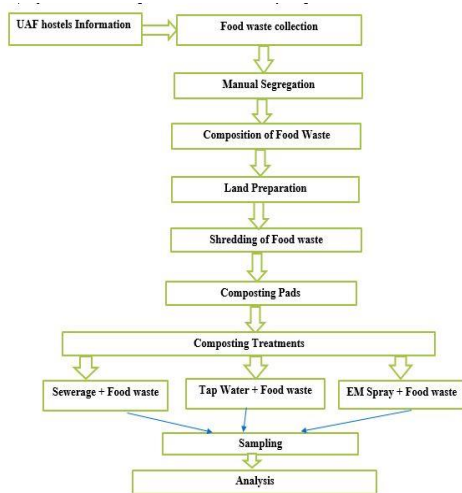 UAF hostels Information
Food waste collection
Manual Segregation
Composition of Food Waste
Land Preparation
Shredding of Food waste
Composting Pads
Composting Treatments
Sewerage + Food waste
Tap Water + Food waste
EM Spray + Food waste
Sampling
Analysis